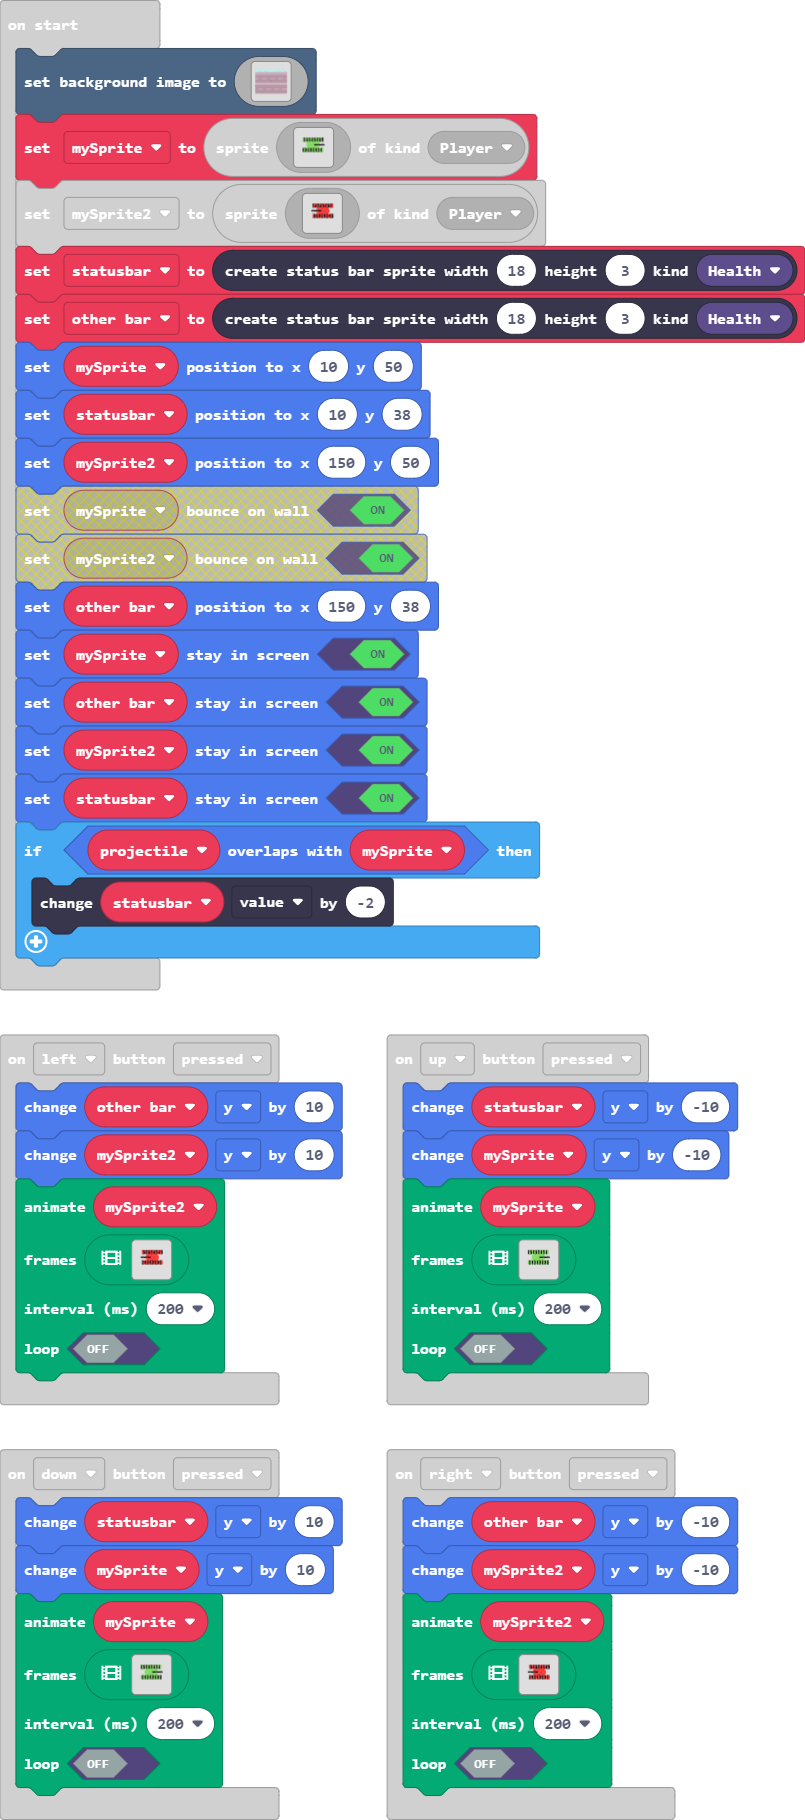 on start
set background image to
set mySprite to sprite of kind Player
set mySprite2 to sprite of kind Player
set statusbar to create status bar sprite width 18 height 3 kind Health
set other bar to create status bar sprite width 18 height 3 kind Health
set mySprite position to x 10 y 50
set statusbar position to x 10 y 38
set mySprite2 position to x 150 y 50
set mySprite bounce on wall ON
set mySprite2 bounce on wall ON
set other bar position to x 150 y 38
set mySprite stay in screen ON
set other bar stay in screen ON
set mySprite2 stay in screen ON
set statusbar stay in screen ON
if projectile overlaps with mySprite then
change statusbar value by -2
on left button pressed
change other bar y by 10
change mySprite2 y by 10
animate mySprite2
frames
interval (ms) 200
loop OFF
on up button pressed
change statusbar y by -10
change mySprite y by -10
animate mySprite
frames
interval (ms) 200
loop OFF
on down button pressed
change statusbar y by 10
change mySprite y by 10
animate mySprite
frames
interval (ms) 200
loop OFF
on right button pressed
change other bar y by -10
change mySprite2 y by -10
animate mySprite2
frames
interval (ms) 200
loop OFF